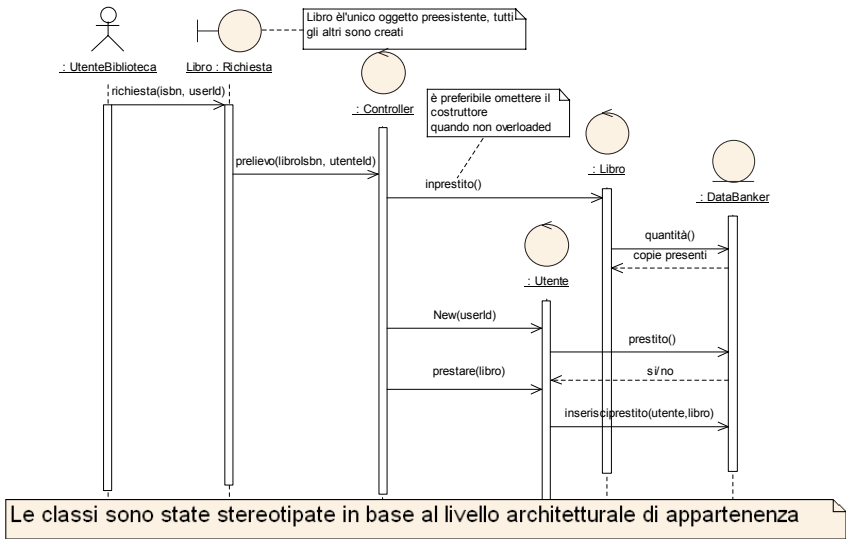 Libro èl'unico oggetto preesistente, tutti
gli altri sono creati
: UtenteBiblioteca
Libro : Richiesta
richiesta(isbn, userId)
: Controller
è preferibile omettere il
costruttore
quando non overloaded
prelievo(libroIsbn, utenteId)
inprestito()
: Libro
: DataBanker
quantità()
copie presenti
: Utente
New(userId)
prestito()
prestare(libro)
si/no
inserisciprestito(utente,libro)
Le classi sono state stereotipate in base al livello architetturale di appartenenza